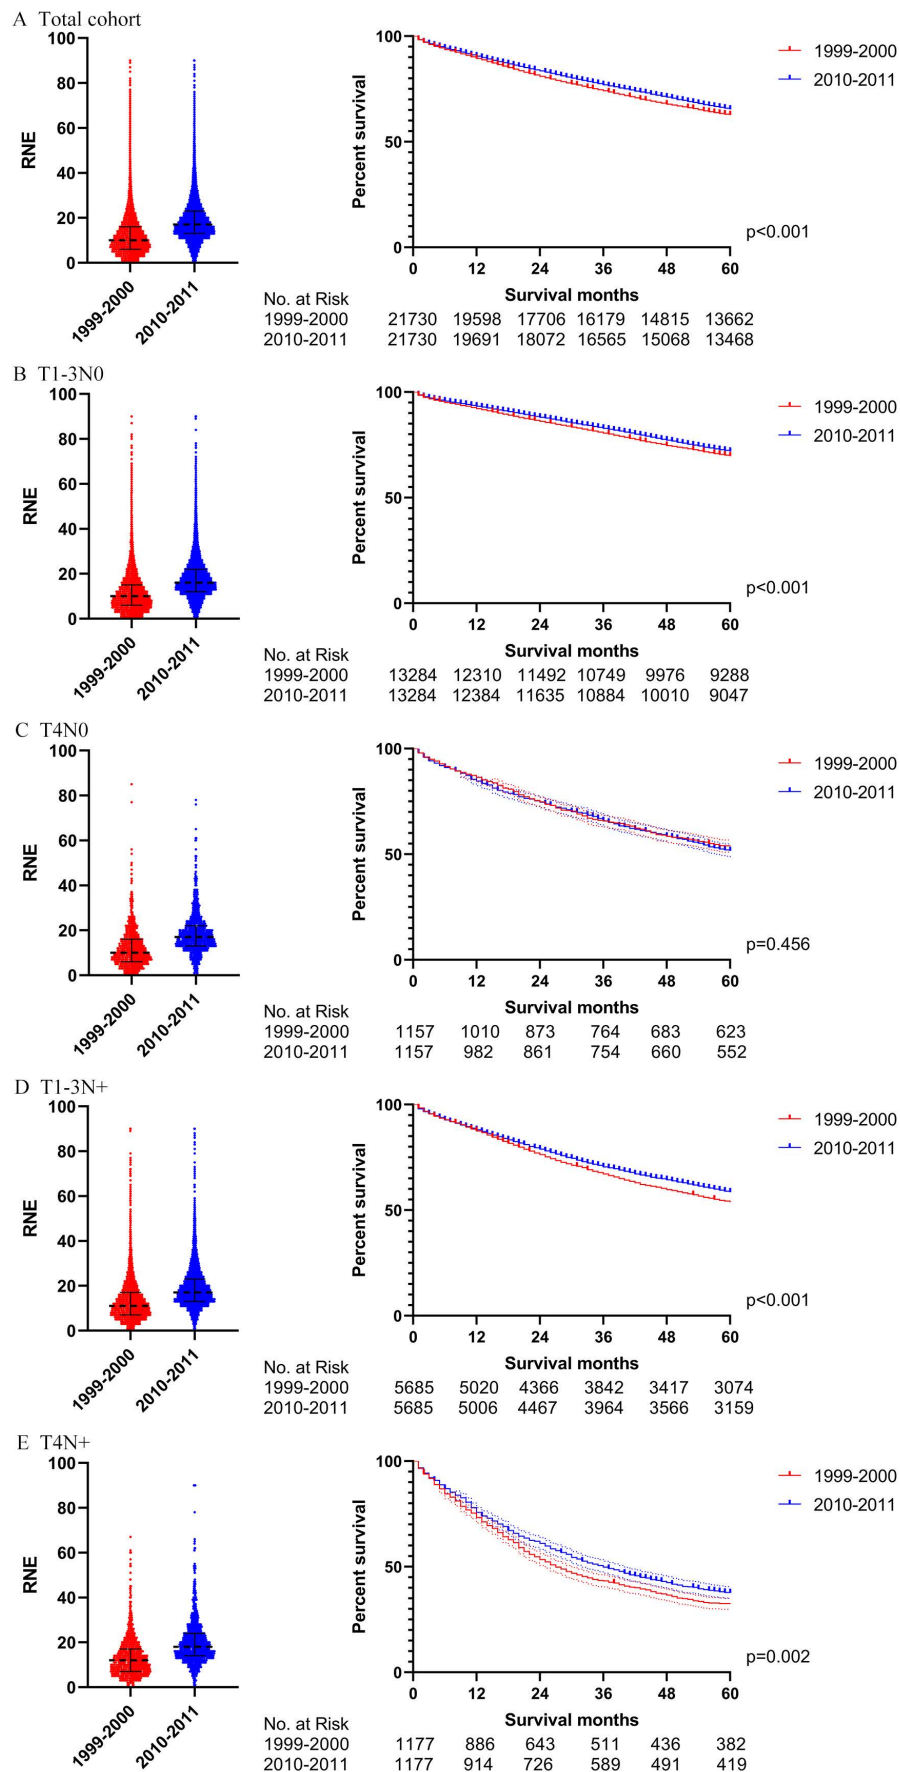 A Total cohort
100
80
60
40
20
0
RNE
1999-2000
2010-2011
100
50
0
Percent survival
0 12 24 36 48 60
Survival months
1999-2000
2010-2011
p<0.001
No. at Risk
1999-2000 21730 19598 17706 16179 14815 13662
2010-2011 21730 19691 18072 16565 15068 13468
B T1-3N0
100
80
60
40
20
0
RNE
1999-2000
2010-2011
100
50
0
Percent survival
0 12 24 36 48 60
Survival months
1999-2000
2010-2011
p<0.001
No. at Risk
1999-2000 13284 12310 11492 10749 9976 9288
2010-2011 13284 12384 11635 10884 10010 9047
C T4N0
100
80
60
40
20
0
RNE
1999-2000
2010-2011
100
50
0
Percent survival
0 12 24 36 48 60
Survival months
1999-2000
2010-2011
p=0.456
No. at Risk
1999-2000 1157 1010 873 764 683 623
2010-2011 1157 982 861 754 660 552
D T1-3N+
100
80
60
40
20
0
RNE
1999-2000
2010-2011
100
50
0
Percent survival
0 12 24 36 48 60
Survival months
1999-2000
2010-2011
p<0.001
No. at Risk
1999-2000 5685 5020 4366 3842 3417 3074
2010-2011 5685 5006 4467 3964 3566 3159
E T4N+
100
80
60
40
20
0
RNE
1999-2000
2010-2011
100
50
0
Percent survival
0 12 24 36 48 60
Survival months
1999-2000
2010-2011
p=0.002
No. at Risk
1999-2000 1177 886 643 511 436 382
2010-2011 1177 914 726 589 491 419